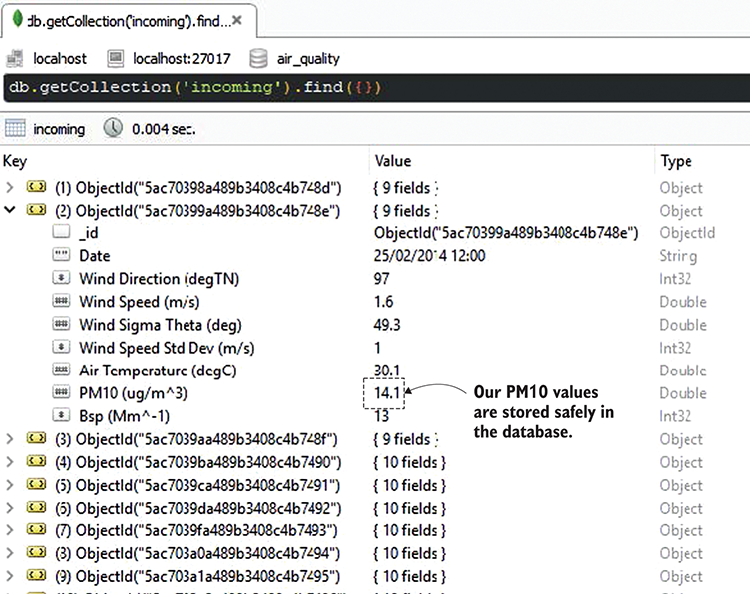 db.getCollection('incoming').find...
locahost localhost:27017 air_quality
db.getCollection('incoming').find({})
incoming 0.004 sec.
Key Value Type
(1) ObjectId("5ac70398a489b3408c4b748d") { 9 fields } Object
(2) ObjectId("5ac70399a489b3408c4b748e") { 9 fields } Object
_id ObjectId("5ac70399a489b3408c4b748e") ObjectId
Date 25/02/2014 12:00 String
Wind Direction (degTN) 97 Int32
Wind Speed (m/s) 1.6 Double
Wind Sigma Theta (deg) 49.3 Double
Wind Speed Std Dev (m/s) 1 Int32
Air Temperature (degC) 30.1 Double
PM10 (ug/m^3) 14.1 Double
Bsp (Mm^-1) 13 Int32
Our PM10 values
are stored safely in
the database.
(3) ObjectId("5ac7039aa489b3408c4b748f") { 9 fields } Object
(4) ObjectId("5ac7039ba489b3408c4b7490") { 10 fields } Object
(5) ObjectId("5ac7039ca489b3408c4b7491") { 10 fields } Object
(6) ObjectId("5ac7039da489b3408c4b7492") { 10 fields } Object
(7) ObjectId("5ac7039fa489b3408c4b7493") { 10 fields } Object
(8) ObjectId("5ac703a0a489b3408c4b7494") { 10 fields } Object
(9) ObjectId("5ac703a1a489b3408c4b7495") { 10 fields } Object